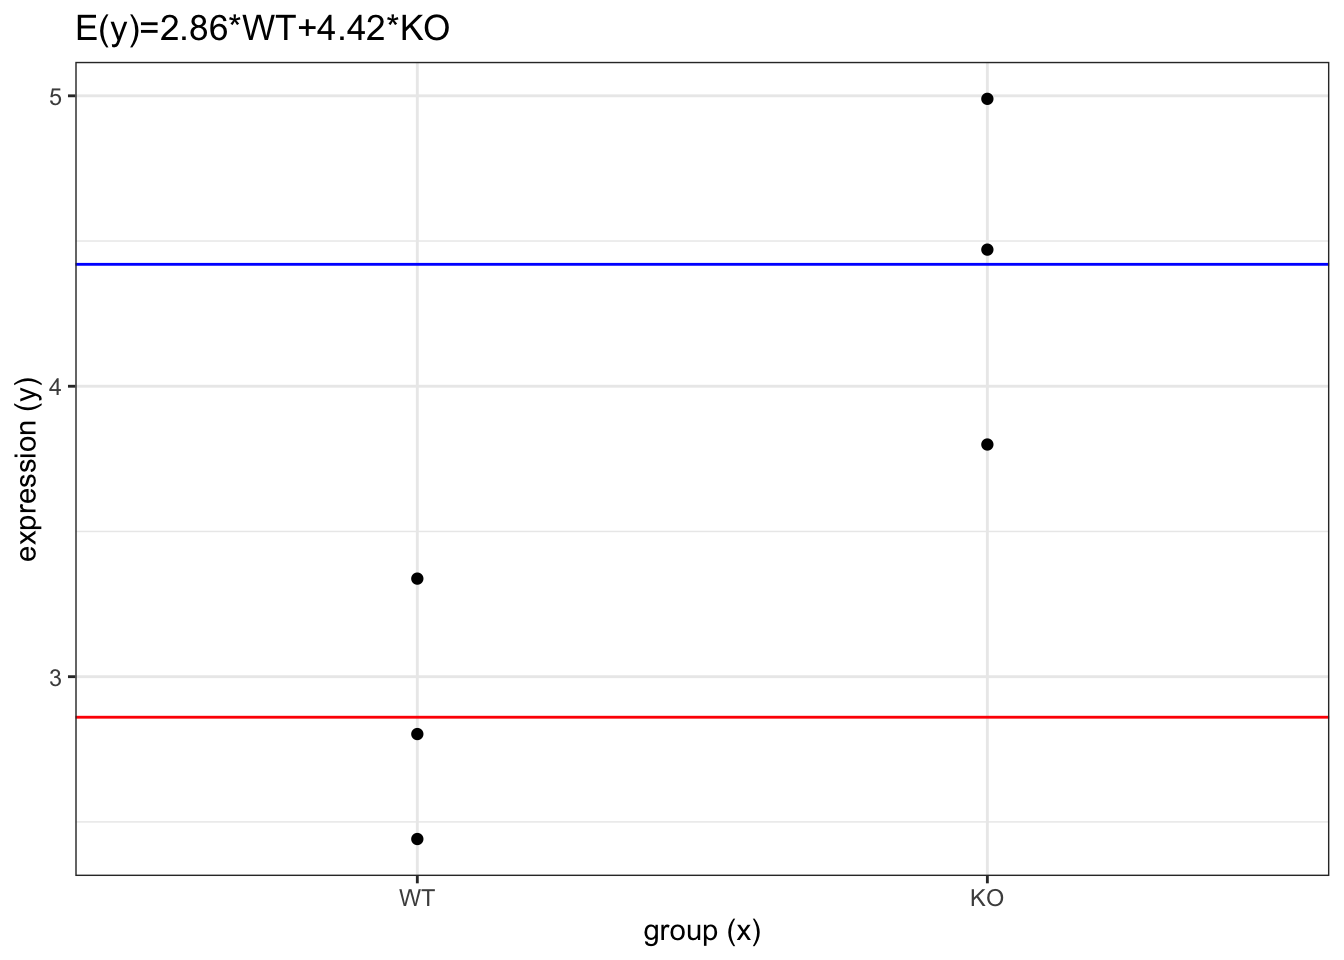 E(y)=2.86*WT+4.42*KO
5
4
3
expression (y)
WT KO
group (x)